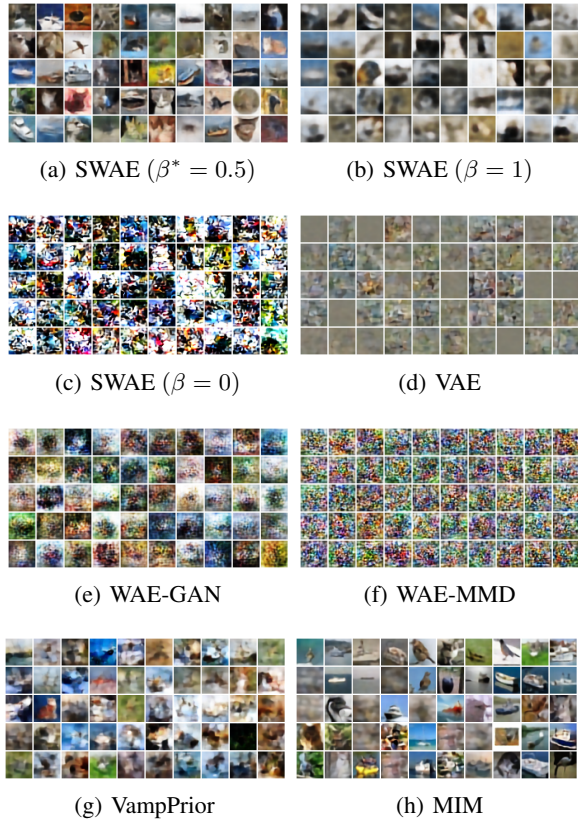 (a) SWAE (β* = 0.5)
(b) SWAE (β = 1)
(c) SWAE (β = 0)
(d) VAE
(e) WAE-GAN
(f) WAE-MMD
(g) VampPrior
(h) MIM